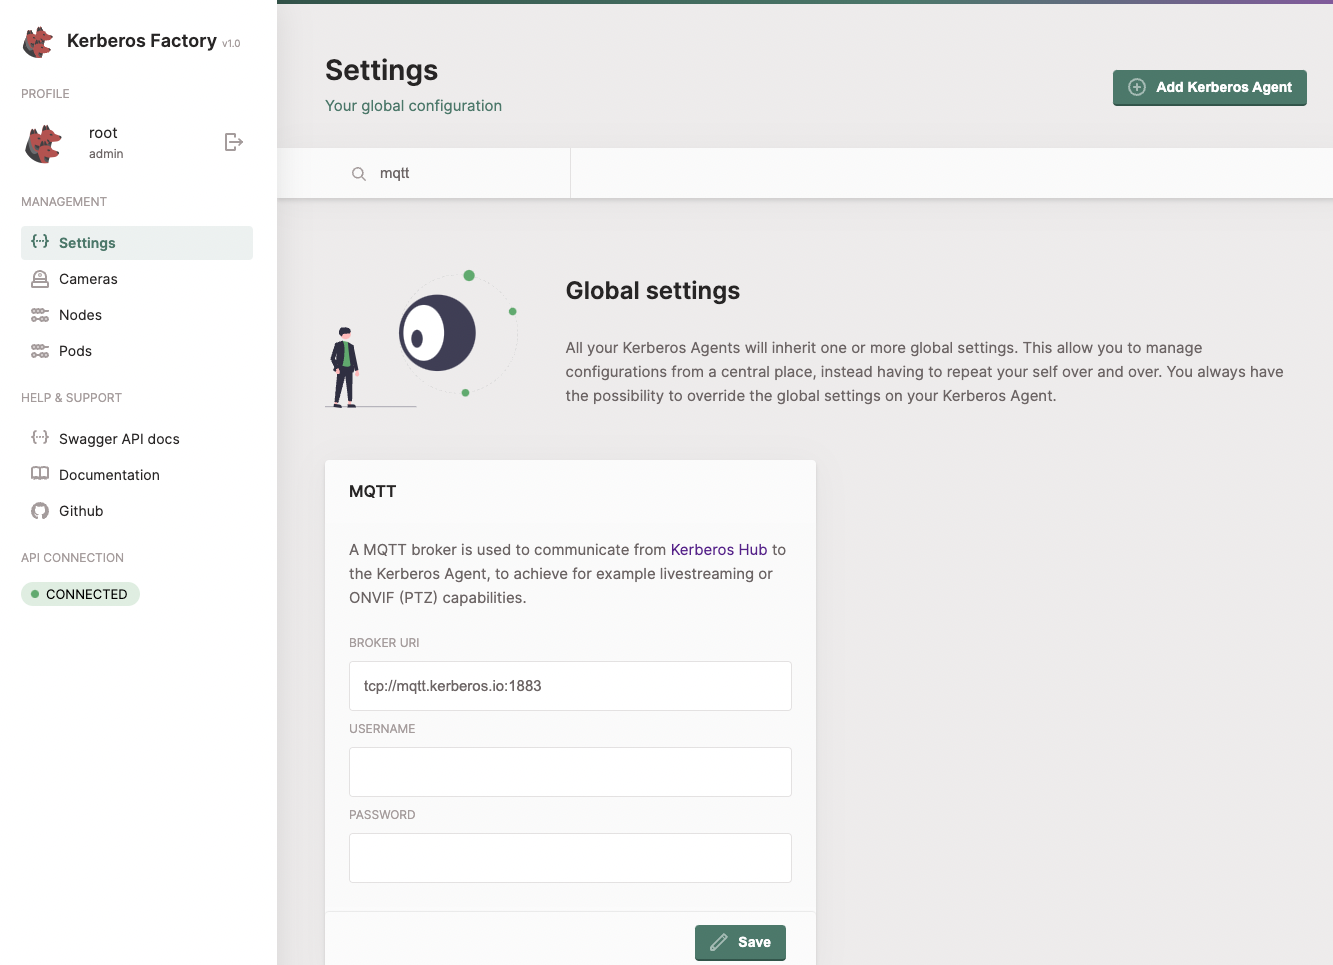 Kerberos Factory v1.0
PROFILE
root
admin
MANAGEMENT
Settings
Cameras
Nodes
Pods
HELP & SUPPORT
Swagger API docs
Documentation
Github
API CONNECTION
CONNECTED
Settings
Your global configuration
Add Kerberos Agent
mqtt
Global settings
All your Kerberos Agents will inherit one or more global settings. This allow you to manage
configurations from a central place, instead having to repeat your self over and over. You always have
the possibility to override the global settings on your Kerberos Agent.
MQTT
A MQTT broker is used to communicate from Kerberos Hub to
the Kerberos Agent, to achieve for example livestreaming or
ONVIF (PTZ) capabilities.
BROKER URI
tcp://mqtt.kerberos.io:1883
USERNAME
PASSWORD
Save